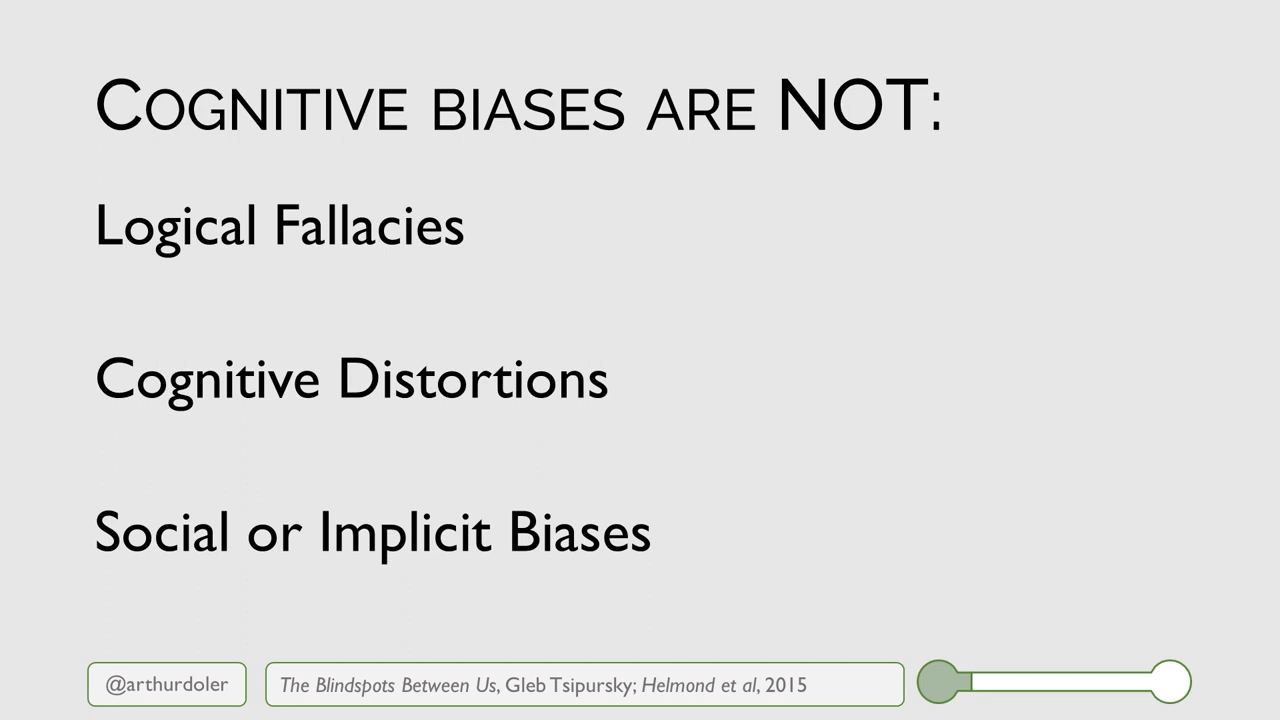 Cognitive biases are NOT:
Logical Fallacies
Cognitive Distortions
Social or Implicit Biases
@arthurdoler
The Blindspots Between Us, Gleb Tsipursky; Helmond et al, 2015